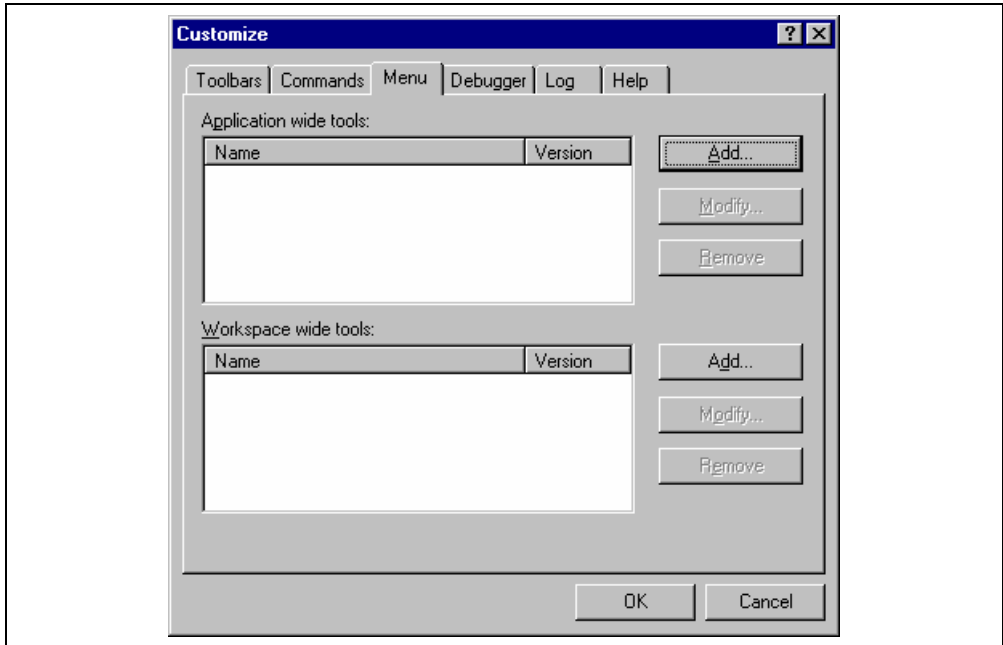 Customize
Toolbars Commands Menu Debugger Log Help
Application wide tools:
Name Version
Add...
Modify...
Remove
Workspace wide tools:
Name Version
Add...
Modify...
Remove
OK Cancel